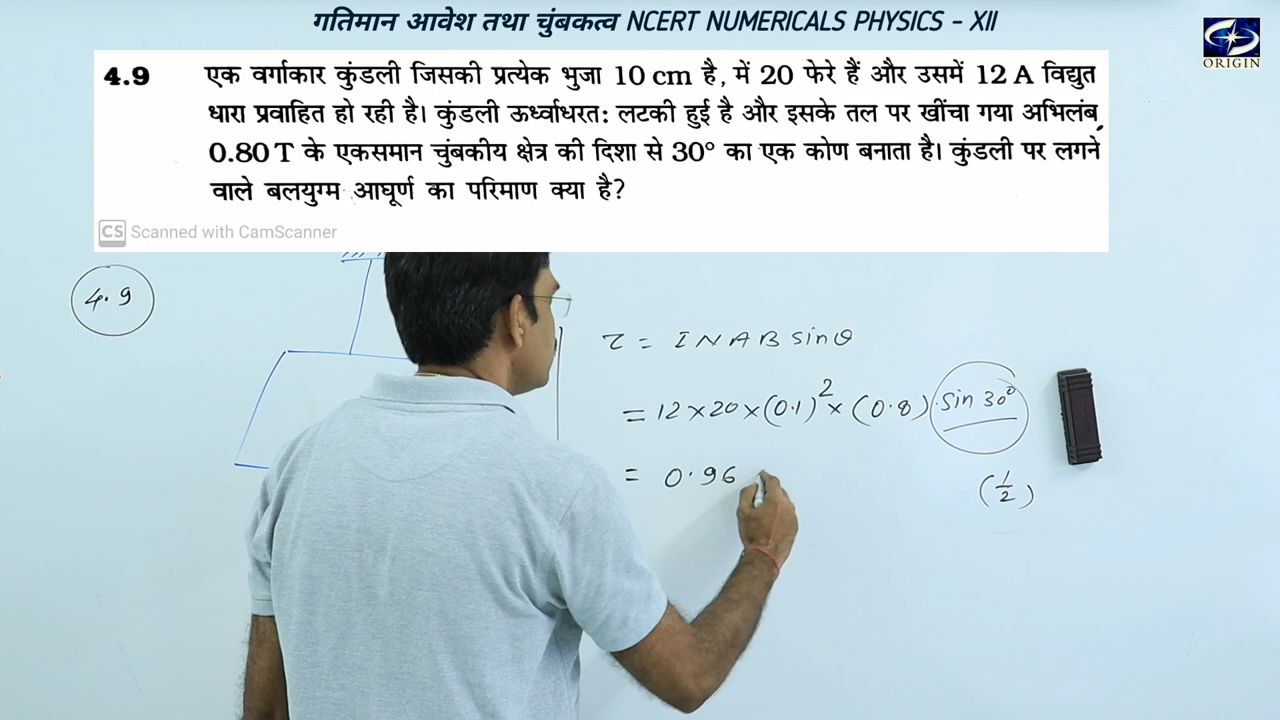 गतिमान आवेश तथा चुंबकत्व NCERT NUMERICALS PHYSICS - XII
ORIGIN
4.9 एक वर्गाकार कुंडली जिसकी प्रत्येक भुजा 10 cm है, में 20 फेरे हैं और उसमें 12 A विद्युत
धारा प्रवाहित हो रही है। कुंडली ऊर्ध्वाधरत: लटकी हुई है और इसके तल पर खींचा गया अभिलंब,
0.80 T के एकसमान चुंबकीय क्षेत्र की दिशा से 30° का एक कोण बनाता है। कुंडली पर लगने
वाले बलयुग्म आघूर्ण का परिमाण क्या है?
CS Scanned with CamScanner
4.9
τ = INAB sinθ
= 12 × 20 × (0.1)² × (0.8) · sin 30°
= 0.96
(1/2)